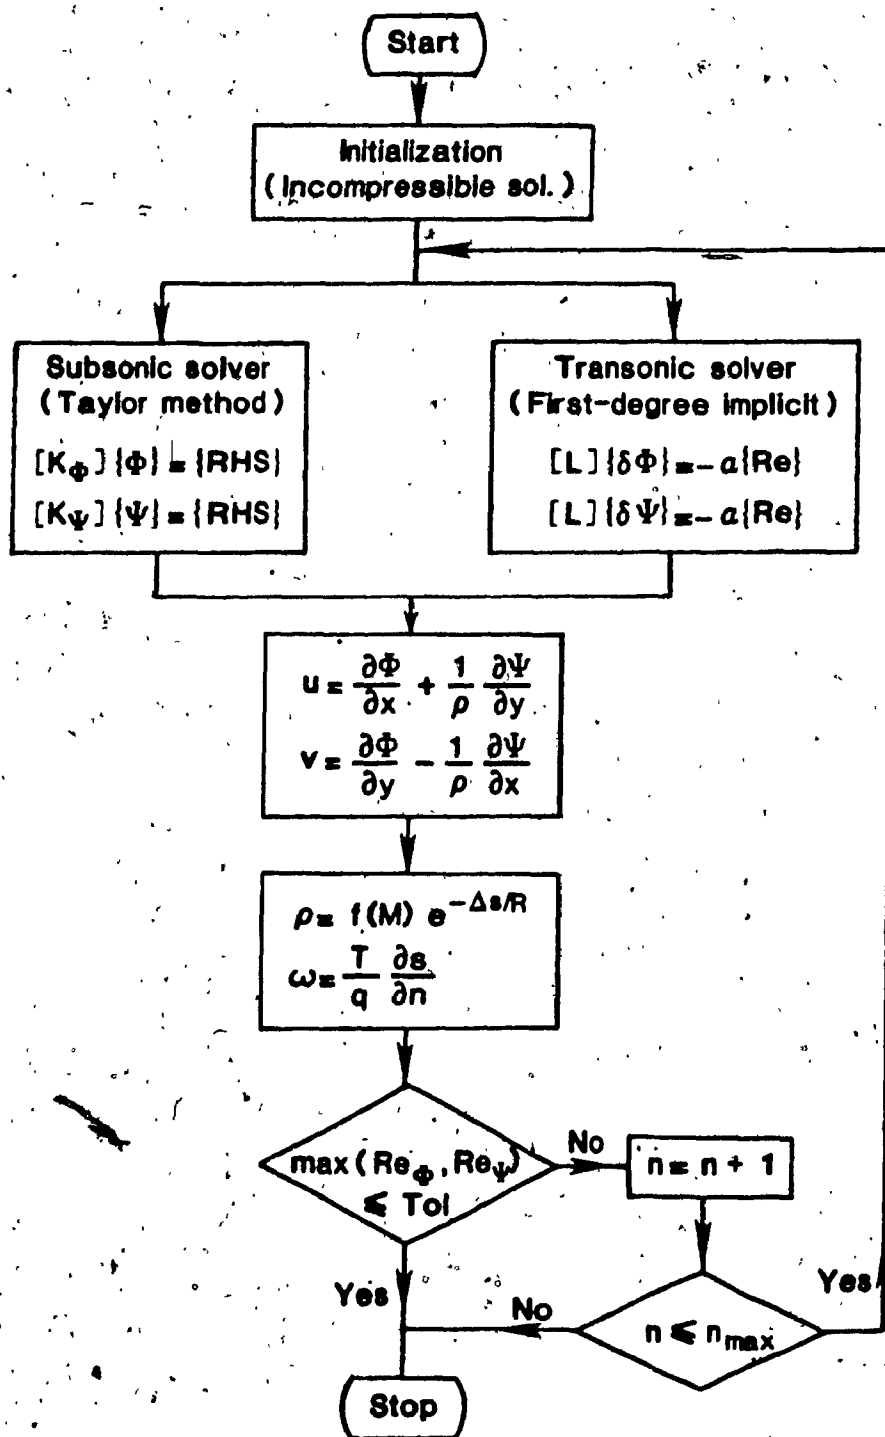 Start
Initialization
(Incompressible sol.)
Subsonic solver
(Taylor method)
[K_Φ]{Φ} = {RHS}
[K_Ψ]{Ψ} = {RHS}
Transonic solver
(First-degree implicit)
[L]{δΦ} = -α{Re}
[L]{δΨ} = -α{Re}
u = ∂Φ/∂x + 1/ρ ∂Ψ/∂y
v = ∂Φ/∂y - 1/ρ ∂Ψ/∂x
ρ = f(M) e^{-Δs/R}
ω = T/q ∂s/∂n
max(Re_Φ, Re_Ψ)
≤ Tol
No
n = n + 1
Yes
No
n ≤ n_max
Yes
Stop